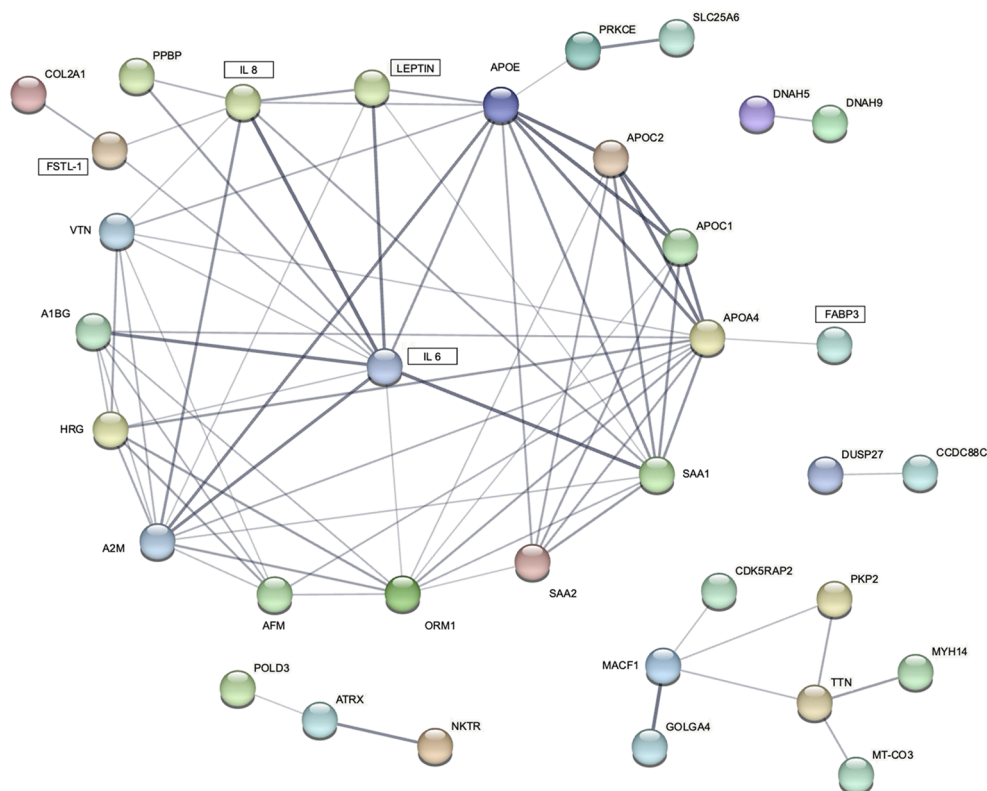 SLC25A6
PRKCE
PPBP
IL 8
LEPTIN
APOE
COL2A1
DNAH5
DNAH9
APOC2
FSTL-1
APOC1
VTN
A1BG
APOA4
FABP3
IL 6
HRG
DUSP27
CCDC88C
SAA1
A2M
CDK5RAP2
PKP2
SAA2
AFM
ORM1
MYH14
MACF1
POLD3
TTN
ATRX
GOLGA4
NKTR
MT-CO3